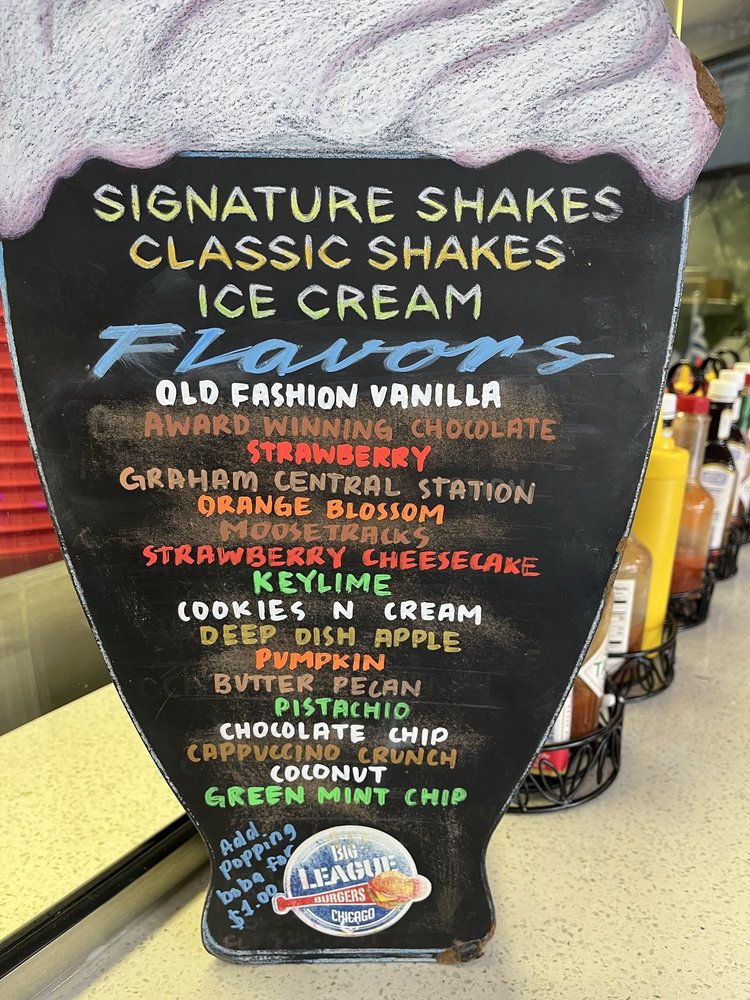 SIGNATURE SHAKES
CLASSIC SHAKES
ICE CREAM
Flavors
OLD FASHION VANILLA
AWARD WINNING CHOCOLATE
STRAWBERRY
GRAHAM CENTRAL STATION
ORANGE BLOSSOM
MOOSETRACKS
STRAWBERRY CHEESECAKE
KEYLIME
COOKIES N CREAM
DEEP DISH APPLE
PUMPKIN
BUTTER PECAN
PISTACHIO
CHOCOLATE CHIP
CAPPUCCINO CRUNCH
COCONUT
GREEN MINT CHIP
Add
Popping
boba for
$1.00
BIG
LEAGUE
BURGERS
CHICAGO